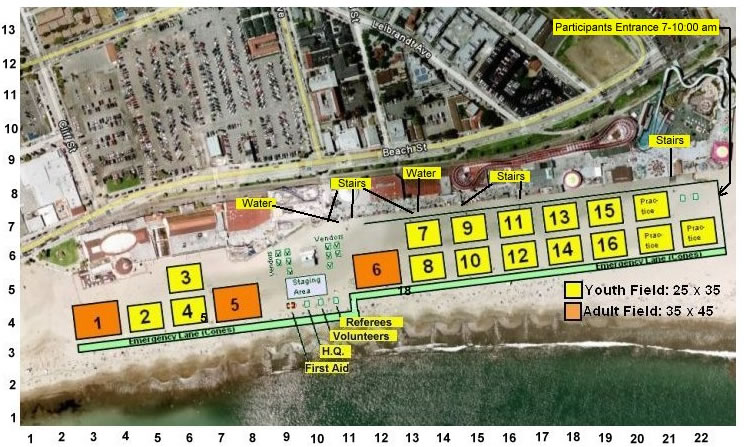 Participants Entrance 7-10:00 am
Leibrandt Ave
Cliff St
Beach St
Stairs
Water
Stairs
Stairs
Water
13
12
11
10
9
8
7
6
5
4
3
2
1
7
9
11
13
15
Prac-
tice
8
10
12
14
16
Prac-
tice
Prac-
tice
Vendors
Vendors
Staging
Area
3
6
1
2
4
5
5
18
Emergency Lane (Cones)
Emergency Lane (Cones)
Youth Field: 25 x 35
Adult Field: 35 x 45
Referees
Volunteers
H.Q.
First Aid
1 2 3 4 5 6 7 8 9 10 11 12 13 14 15 16 17 18 19 20 21 22